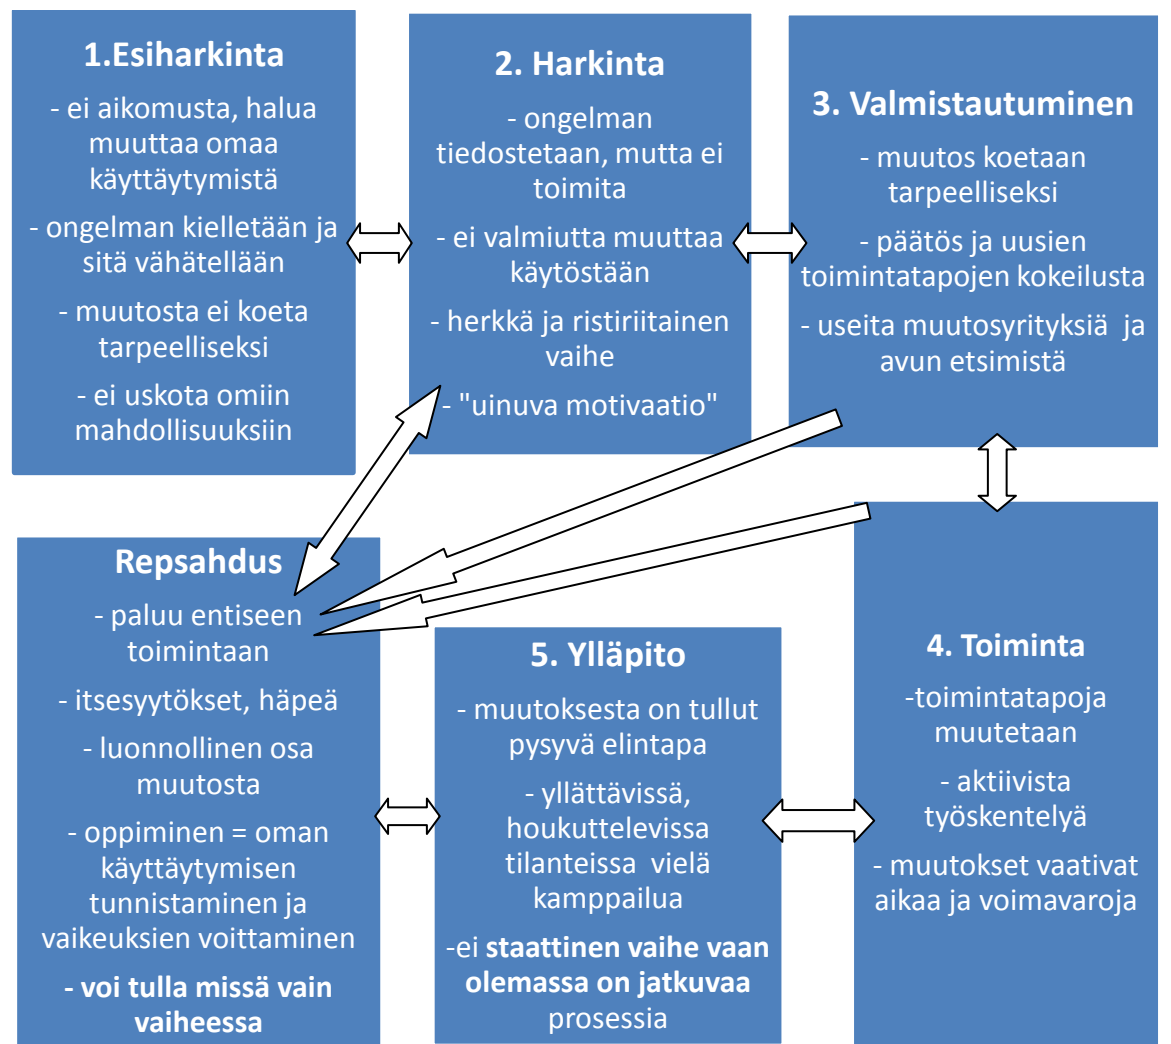 1.Esiharkinta
- ei aikomusta, halua
muuttaa omaa
käyttäytymistä
- ongelman kielletään ja
sitä vähätellään
- muutosta ei koeta
tarpeelliseksi
- ei uskota omiin
mahdollisuuksiin
2. Harkinta
- ongelman
tiedostetaan, mutta ei
toimita
- ei valmiutta muuttaa
käytöstään
- herkkä ja ristiriitainen
vaihe
- "uinuva motivaatio"
3. Valmistautuminen
- muutos koetaan
tarpeelliseksi
- päätös ja uusien
toimintatapojen kokeilusta
- useita muutosyrityksiä ja
avun etsimistä
Repsahdus
- paluu entiseen
toimintaan
- itsesyytökset, häpeä
- luonnollinen osa
muutosta
- oppiminen = oman
käyttäytymisen
tunnistaminen ja
vaikeuksien voittaminen
- voi tulla missä vain
vaiheessa
5. Ylläpito
- muutoksesta on tullut
pysyvä elintapa
- yllättävissä,
houkuttelevissa
tilanteissa vielä
kamppailua
-ei staattinen vaihe vaan
olemassa on jatkuvaa
prosessia
4. Toiminta
-toimintatapoja
muutetaan
- aktiivista
työskentelyä
- muutokset vaativat
aikaa ja voimavaroja